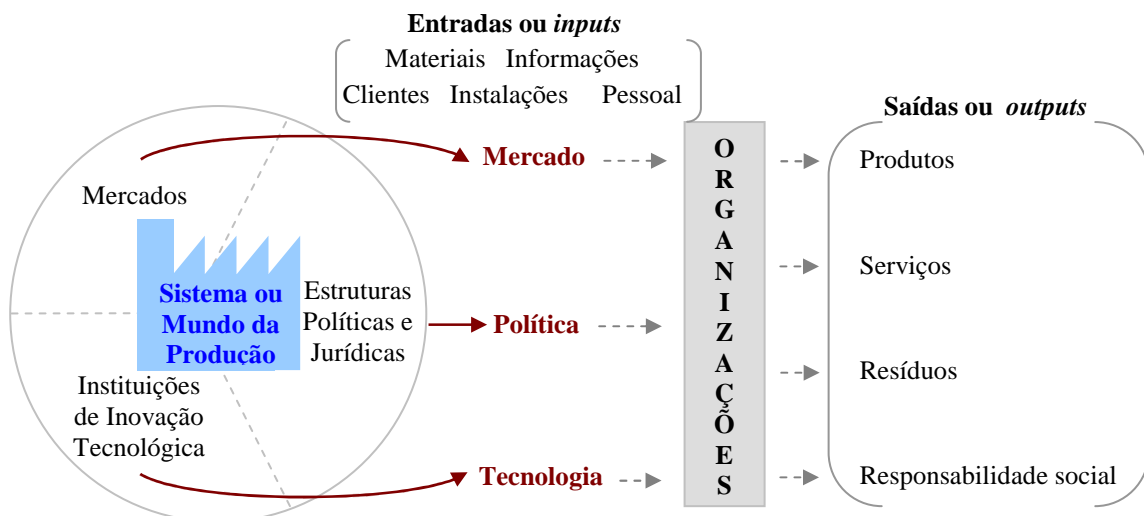 Entradas ou inputs
Materiais Informações
Clientes Instalações Pessoal
Mercados
Sistema ou
Mundo da
Produção
Estruturas
Políticas e
Jurídicas
Instituições
de Inovação
Tecnológica
Mercado
Política
Tecnologia
ORGANIZAÇÕES
Saídas ou outputs
Produtos
Serviços
Resíduos
Responsabilidade social